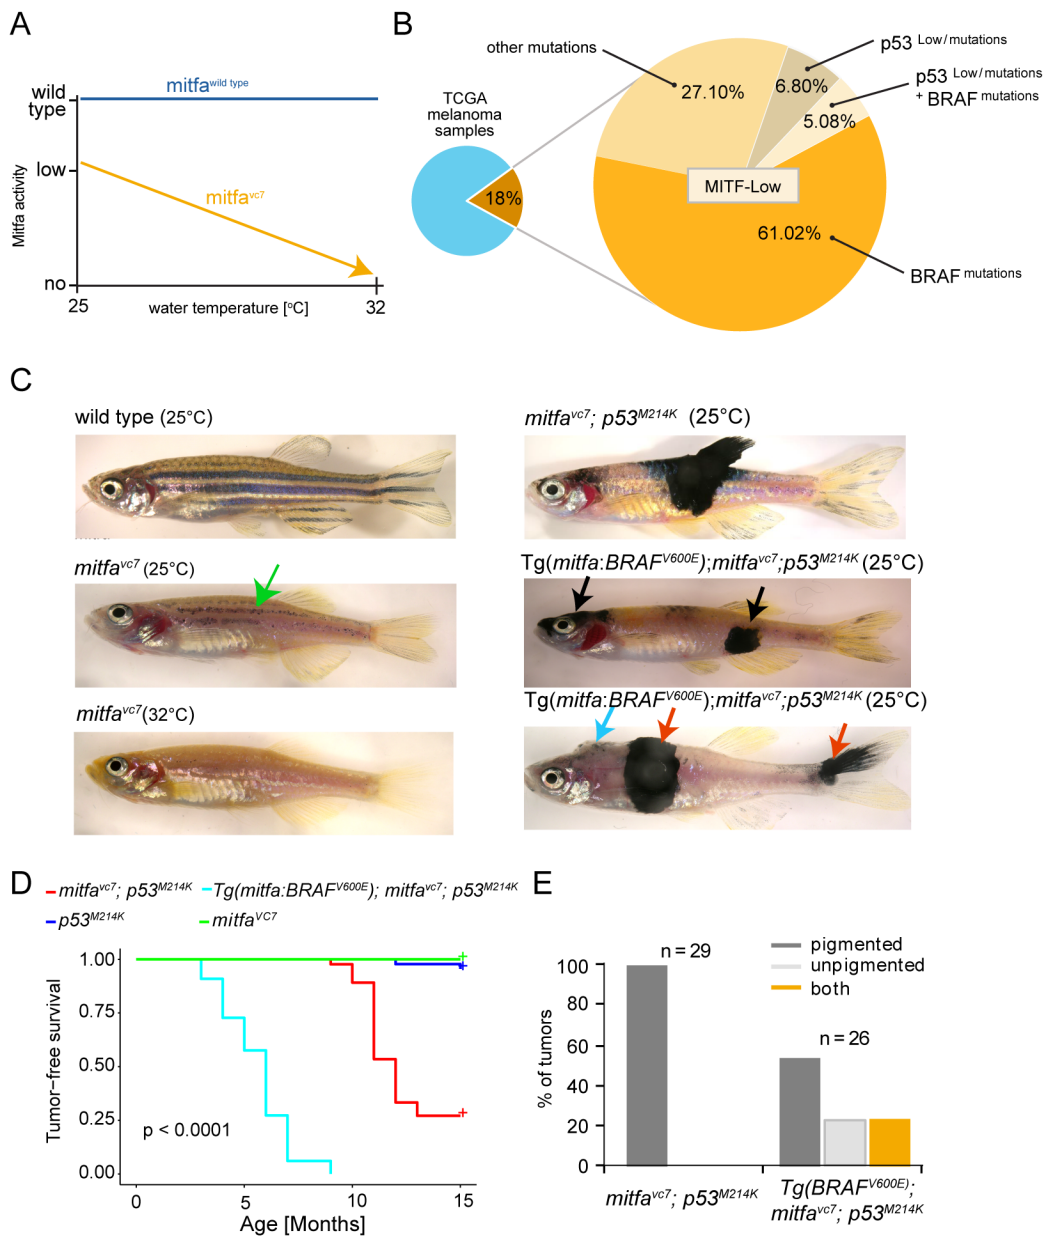 A
wild
type
low
no
Mitfa activity
mitfa^wild type
mitfa^vc7
25
water temperature [°C]
32
B
TCGA
melanoma
samples
18%
other mutations
27.10%
6.80%
5.08%
61.02%
MITF-Low
p53 Low/mutations
p53 Low/mutations
+ BRAF mutations
BRAF mutations
C
wild type (25°C)
mitfa^vc7 (25°C)
mitfa^vc7 (32°C)
mitfa^vc7; p53^M214K (25°C)
Tg(mitfa:BRAF^V600E);mitfa^vc7;p53^M214K (25°C)
Tg(mitfa:BRAF^V600E);mitfa^vc7;p53^M214K (25°C)
D
mitfa^vc7; p53^M214K
Tg(mitfa:BRAF^V600E); mitfa^vc7; p53^M214K
p53^M214K
mitfa^VC7
Tumor−free survival
1.00
0.75
0.50
0.25
0.00
p < 0.0001
0
5
10
15
Age [Months]
E
pigmented
unpigmented
both
% of tumors
100
80
60
40
20
0
n = 29
n = 26
mitfa^vc7; p53^M214K
Tg(BRAF^V600E);
mitfa^vc7; p53^M214K